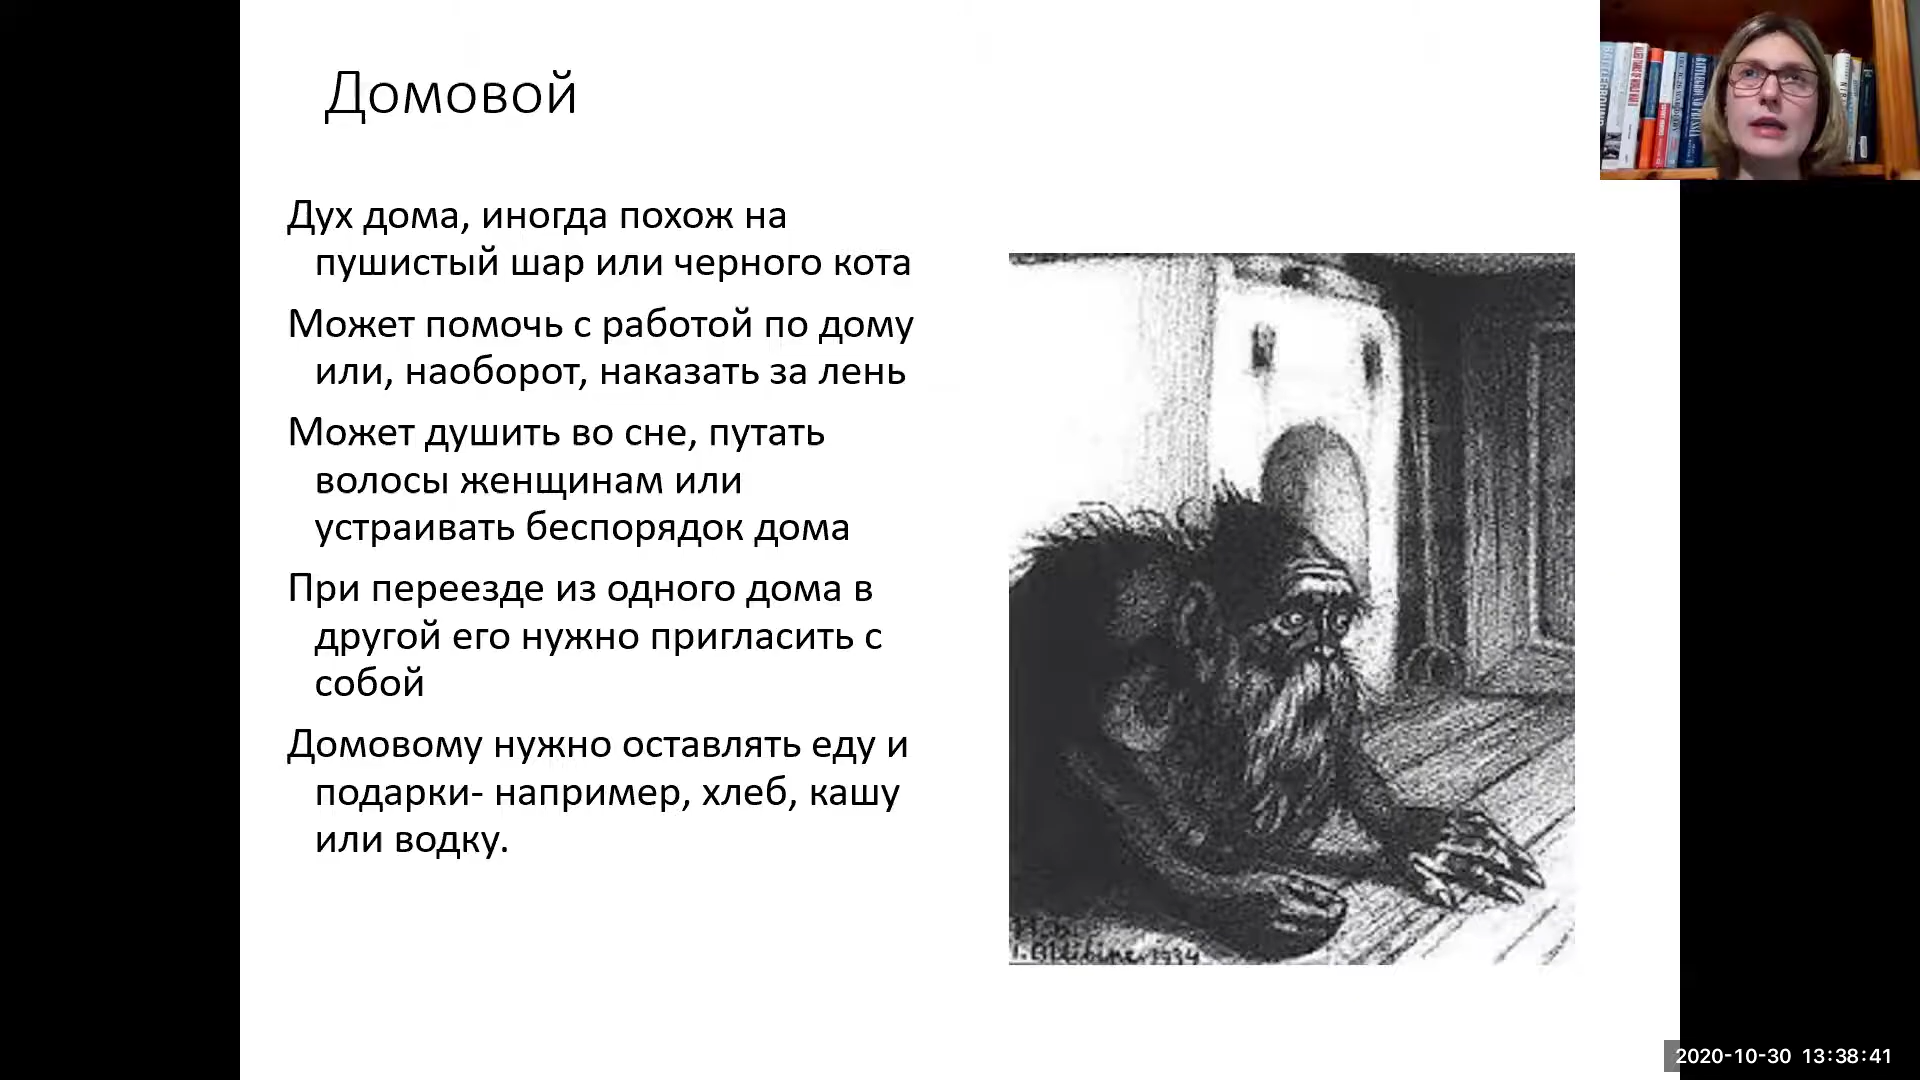 Домовой
Дух дома, иногда похож на
пушистый шар или черного кота
Может помочь с работой по дому
или, наоборот, наказать за лень
Может душить во сне, путать
волосы женщинам или
устраивать беспорядок дома
При переезде из одного дома в
другой его нужно пригласить с
собой
Домовому нужно оставлять еду и
подарки- например, хлеб, кашу
или водку.
1934
2020-10-30 13:38:41